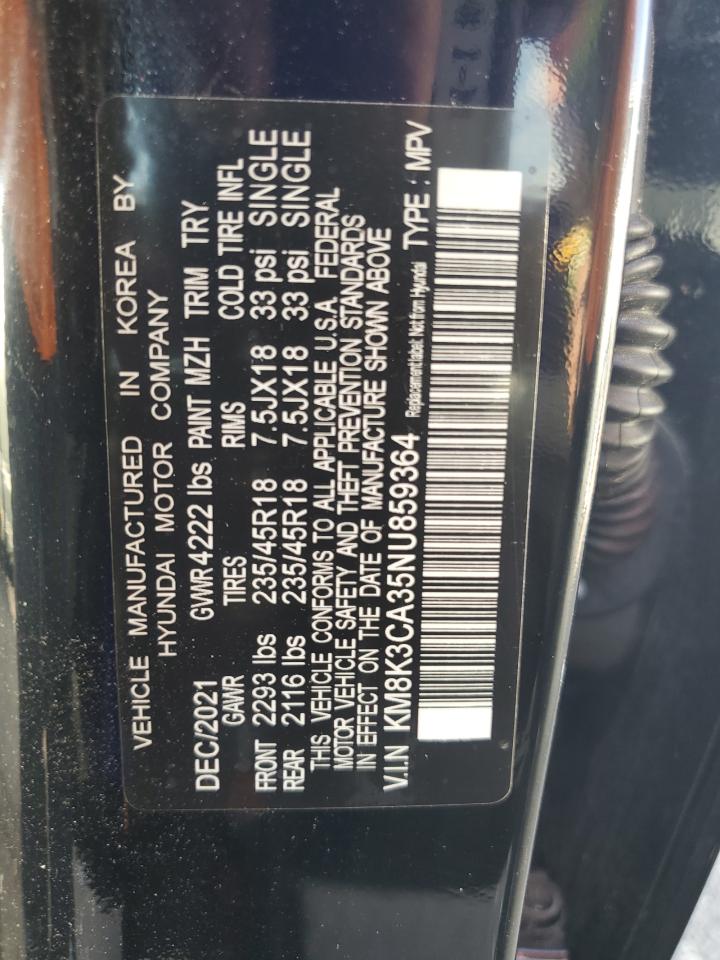 VEHICLE MANUFACTURED IN KOREA BY
HYUNDAI MOTOR COMPANY
DEC/2021 GVWR 4222 lbs PAINT MZH TRIM TRY
GAWR TIRES RIMS COLD TIRE INFL
FRONT 2293 lbs 235/45R18 7.5JX18 33 psi SINGLE
REAR 2116 lbs 235/45R18 7.5JX18 33 psi SINGLE
THIS VEHICLE CONFORMS TO ALL APPLICABLE U.S.A. FEDERAL
MOTOR VEHICLE SAFETY AND THEFT PREVENTION STANDARDS
IN EFFECT ON THE DATE OF MANUFACTURE SHOWN ABOVE
V.I.N KM8K3CA35NU859364 Replacement label: Not from Hyundai TYPE : MPV